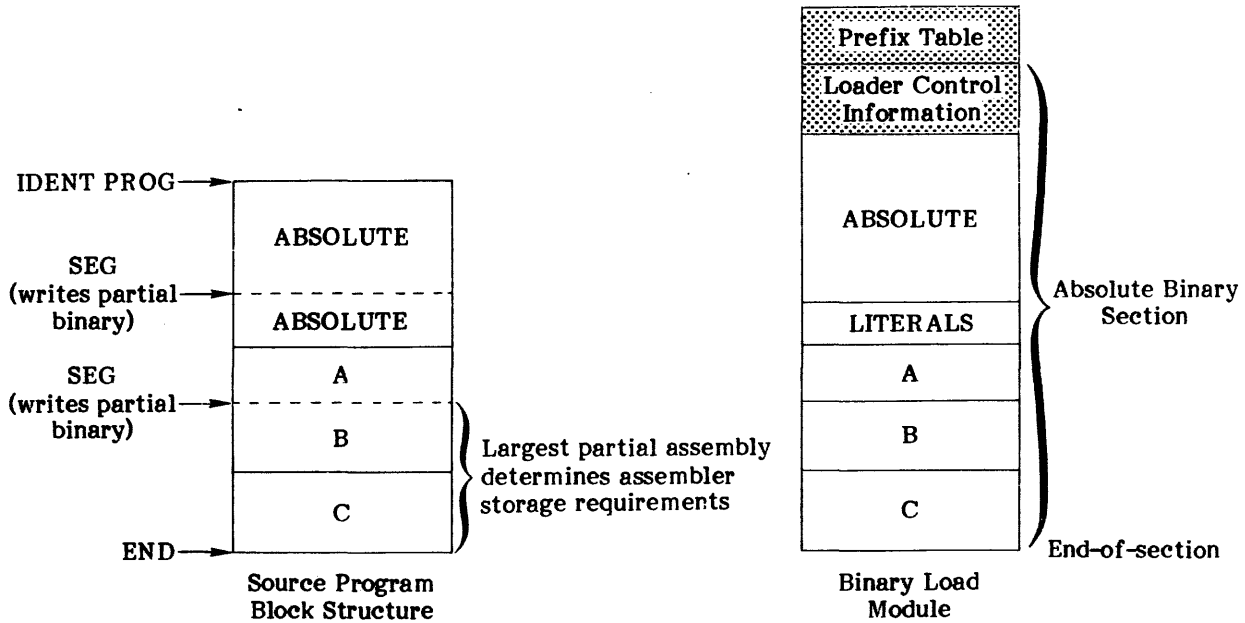 IDENT PROG
SEG
(writes partial
binary)
SEG
(writes partial
binary)
END
ABSOLUTE
ABSOLUTE
A
B
C
Largest partial assembly
determines assembler
storage requirements
Source Program
Block Structure
Prefix Table
Loader Control
Information
ABSOLUTE
LITERALS
A
B
C
Absolute Binary
Section
End-of-section
Binary Load
Module